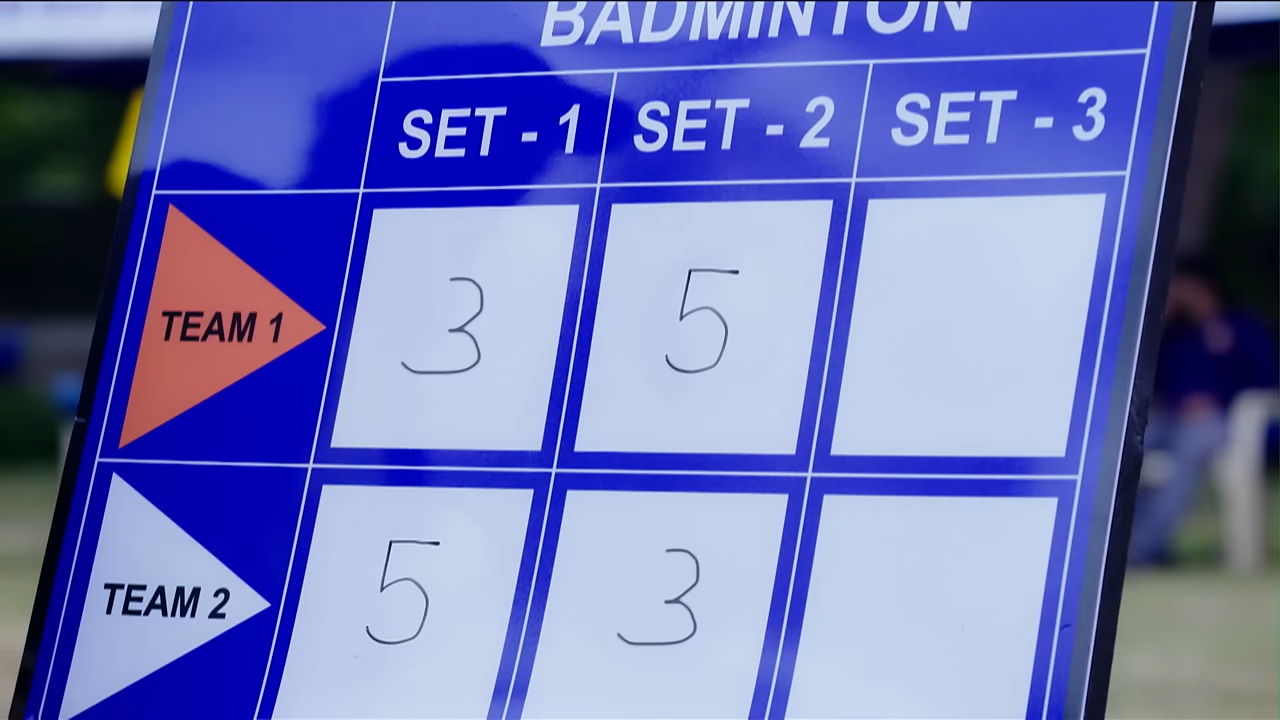 BADMINTON
SET - 1 SET - 2 SET - 3
TEAM 1 3 5
TEAM 2 5 3